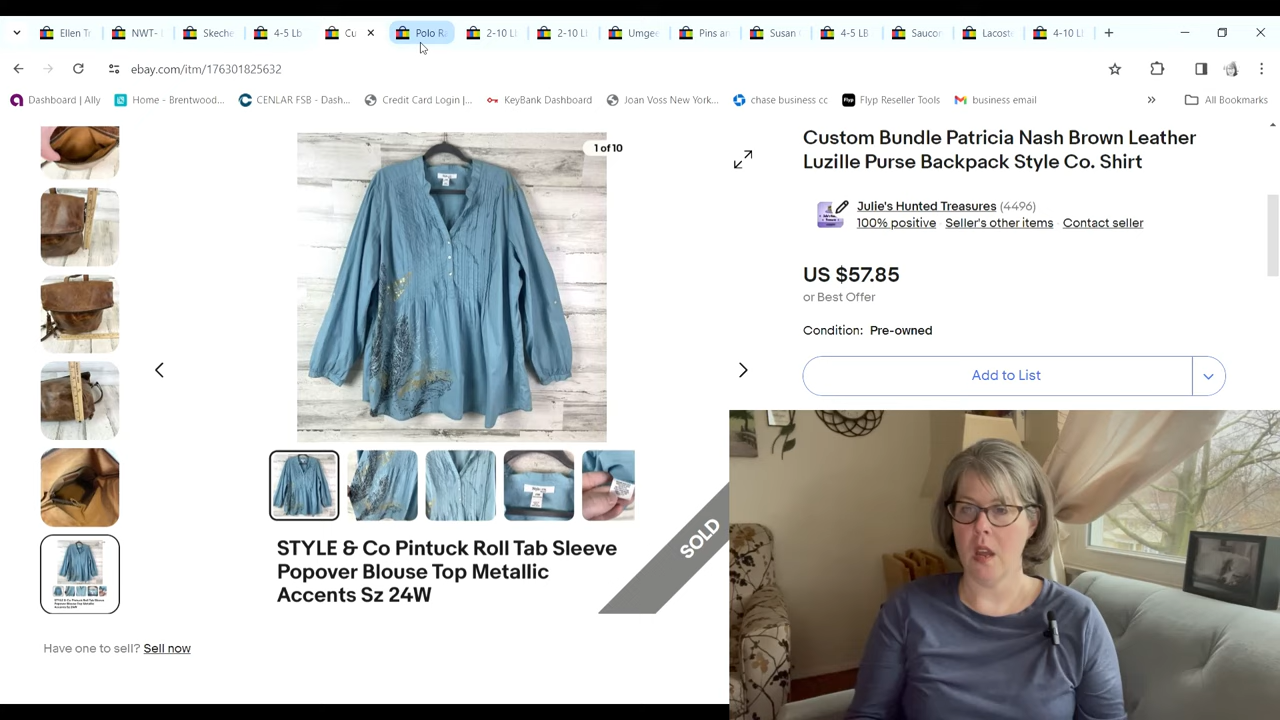 Ellen Tr
NWT-
Skeche
4-5 Lb
Cu
Polo R
2-10 L
2-10 L
Umgee
Pins an
Susan
4-5 LB
Saucor
Lacoste
4-10 L
ebay.com/itm/176301825632
Dashboard | Ally
Home - Brentwood...
CENLAR FSB - Dash...
Credit Card Login |...
KeyBank Dashboard
Joan Voss New York...
chase business cc
Flyp
Flyp Reseller Tools
business email
All Bookmarks
1 of 10
Custom Bundle Patricia Nash Brown Leather
Luzille Purse Backpack Style Co. Shirt
Julie's Hunted Treasures (4496)
100% positive Seller's other items Contact seller
US $57.85
or Best Offer
Condition: Pre-owned
Add to List
STYLE & Co Pintuck Roll Tab Sleeve
Popover Blouse Top Metallic
Accents Sz 24W
SOLD
Have one to sell? Sell now